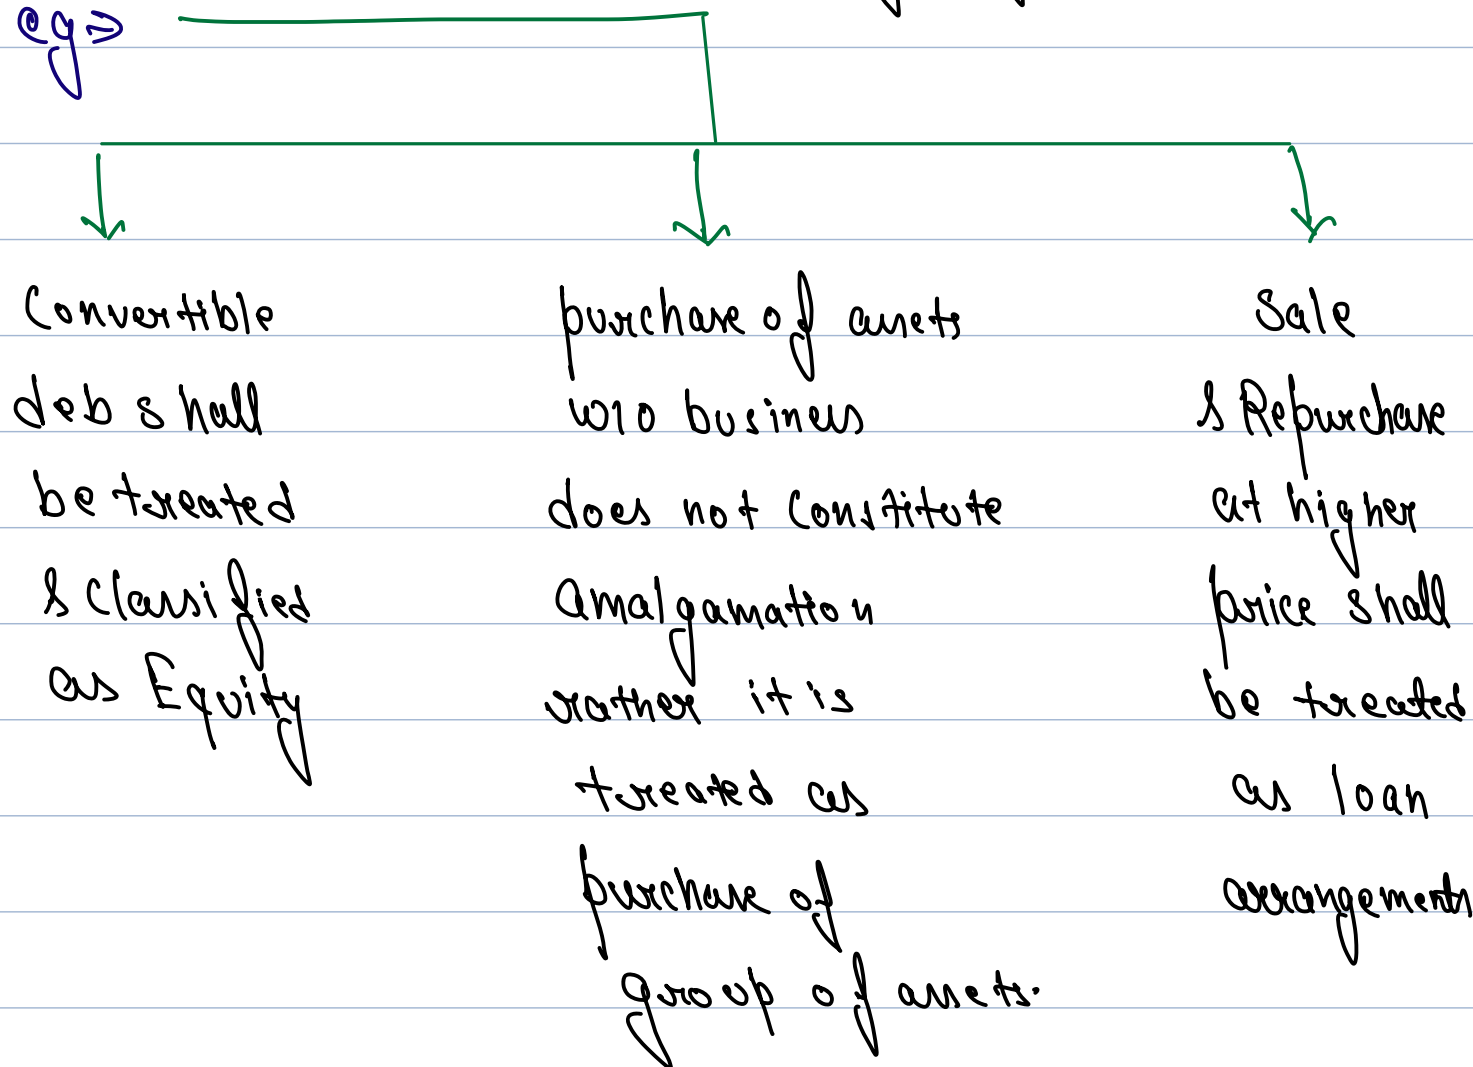 eg ⇒
Convertible
deb shall
be treated
& classified
as Equity
purchase of assets
w/o business
does not constitute
amalgamation
rather it is
treated as
purchase of
group of assets.
Sale
& Repurchase
at higher
price shall
be treated
as loan
arrangements